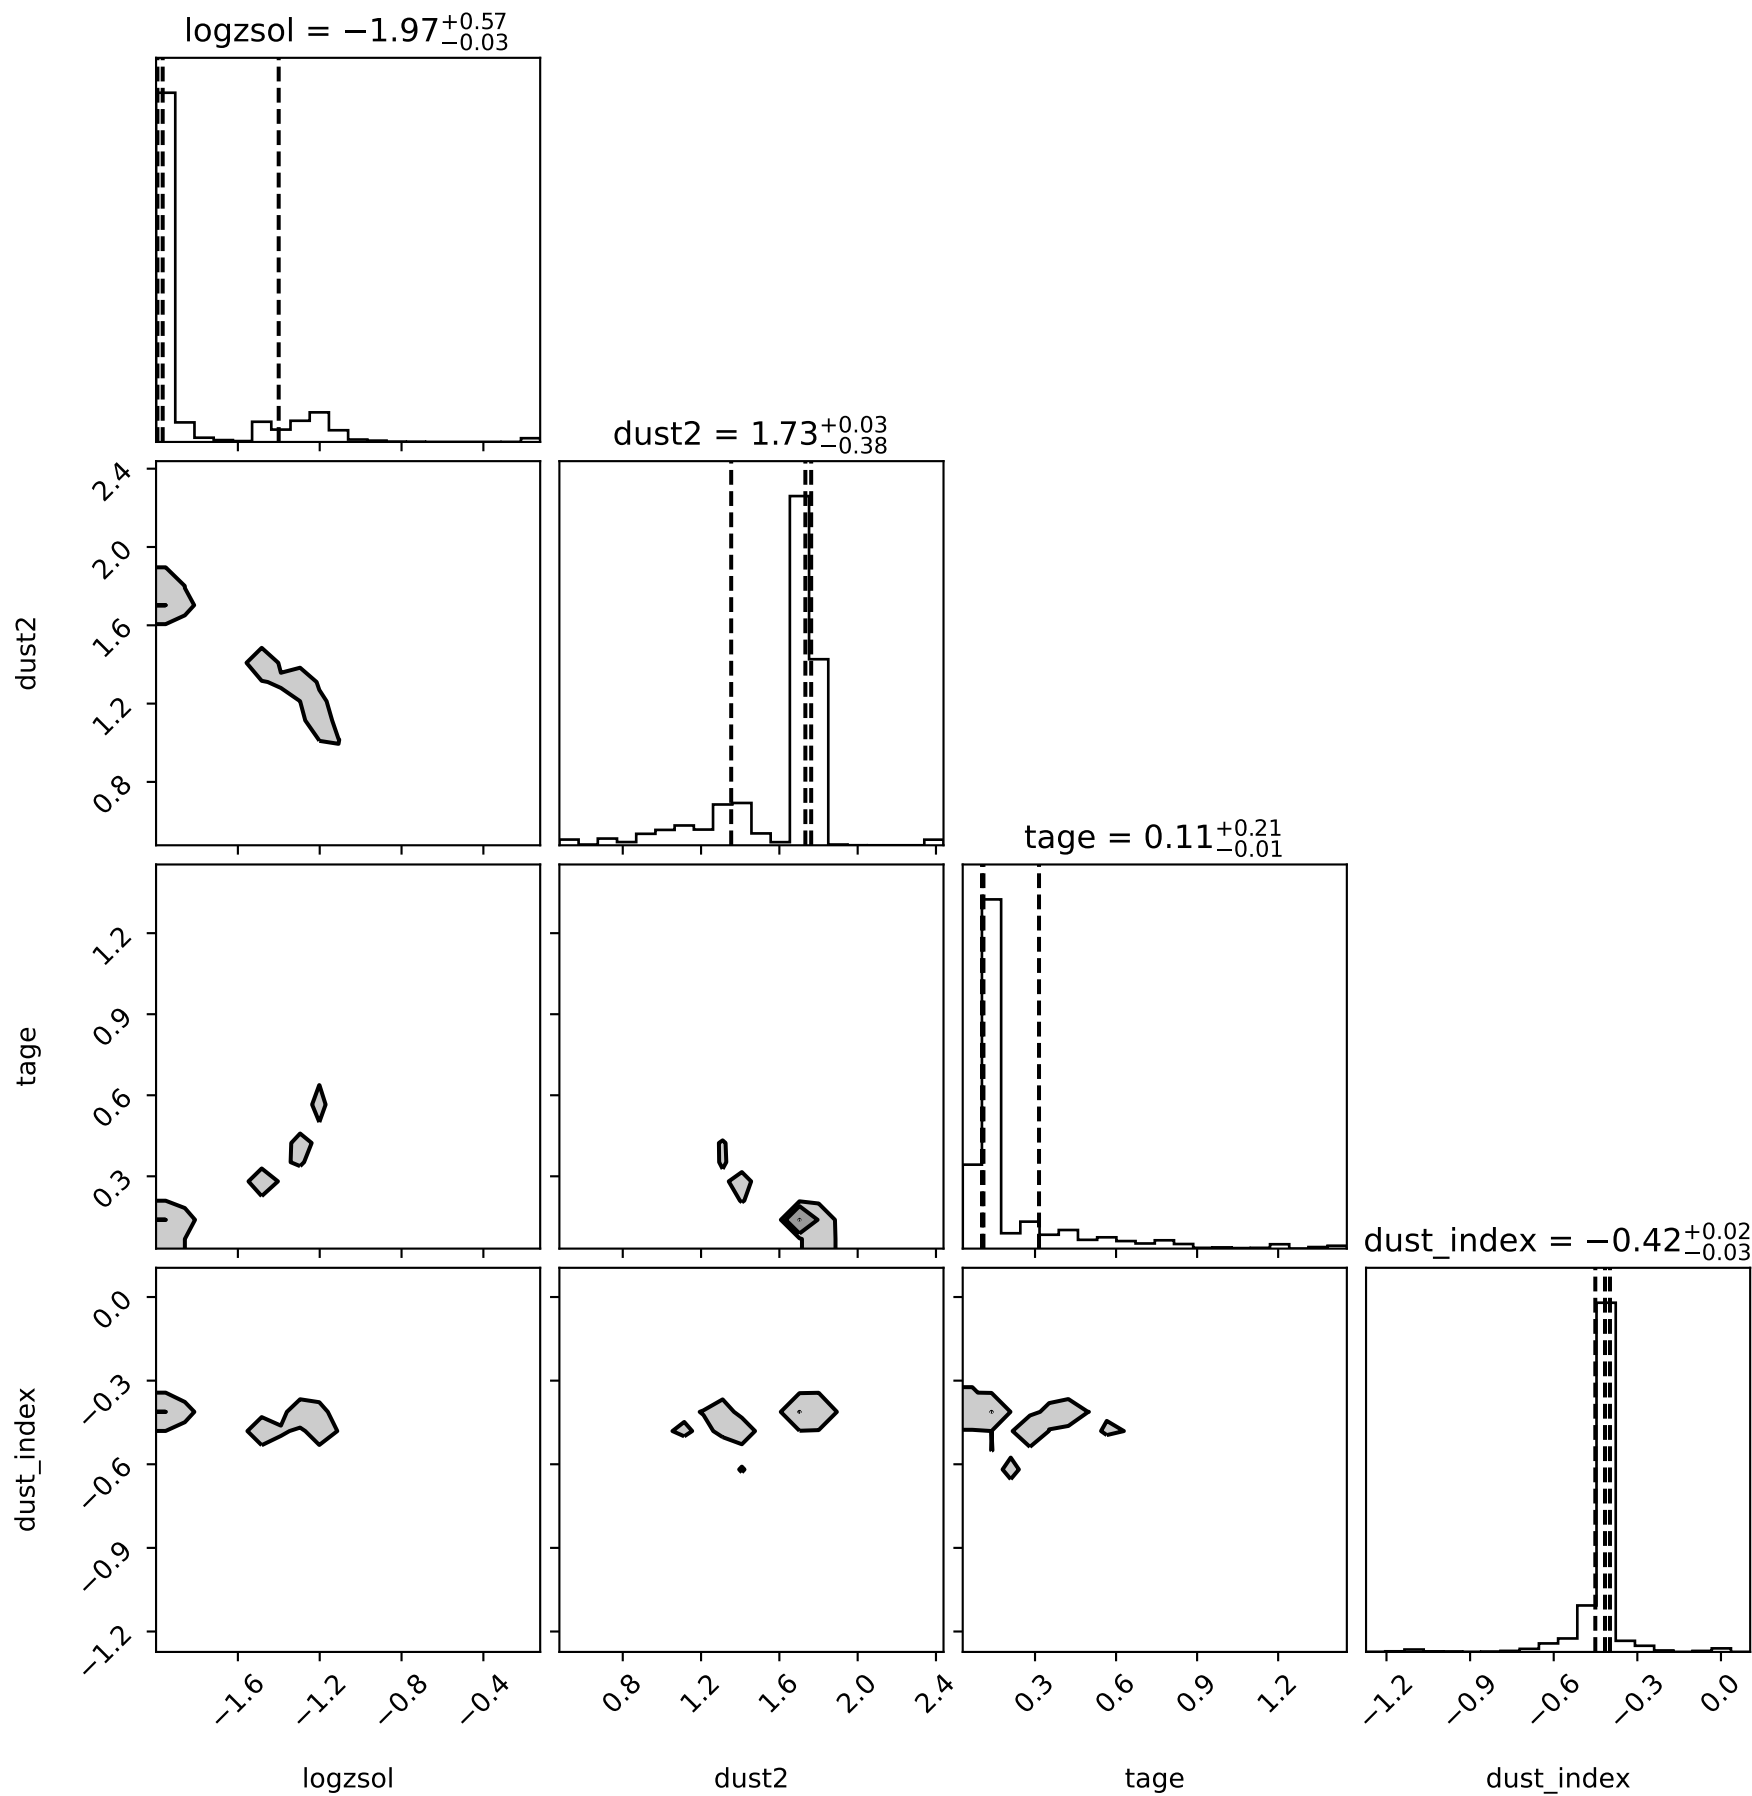 logzsol = −1.97+0.57−0.03
dust2 = 1.73+0.03−0.38
2.4
2.0
1.6
1.2
0.8
dust2
tage = 0.11+0.21−0.01
1.2
0.9
0.6
0.3
tage
dust_index = −0.42+0.02−0.03
0.0
−0.3
−0.6
−0.9
−1.2
dust_index
−1.6 −1.2 −0.8 −0.4
0.8 1.2 1.6 2.0 2.4
0.3 0.6 0.9 1.2
−1.2 −0.9 −0.6 −0.3 0.0
logzsol
dust2
tage
dust_index